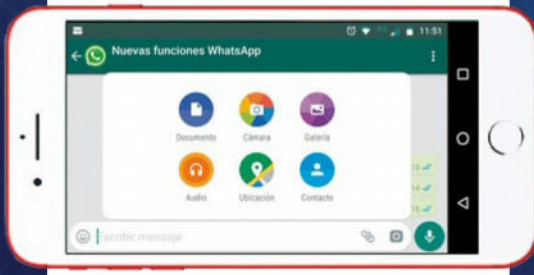 11:51
Nuevas funciones WhatsApp
Documento
Cámara
Galería
Audio
Ubicación
Contacto
Escribir mensaje